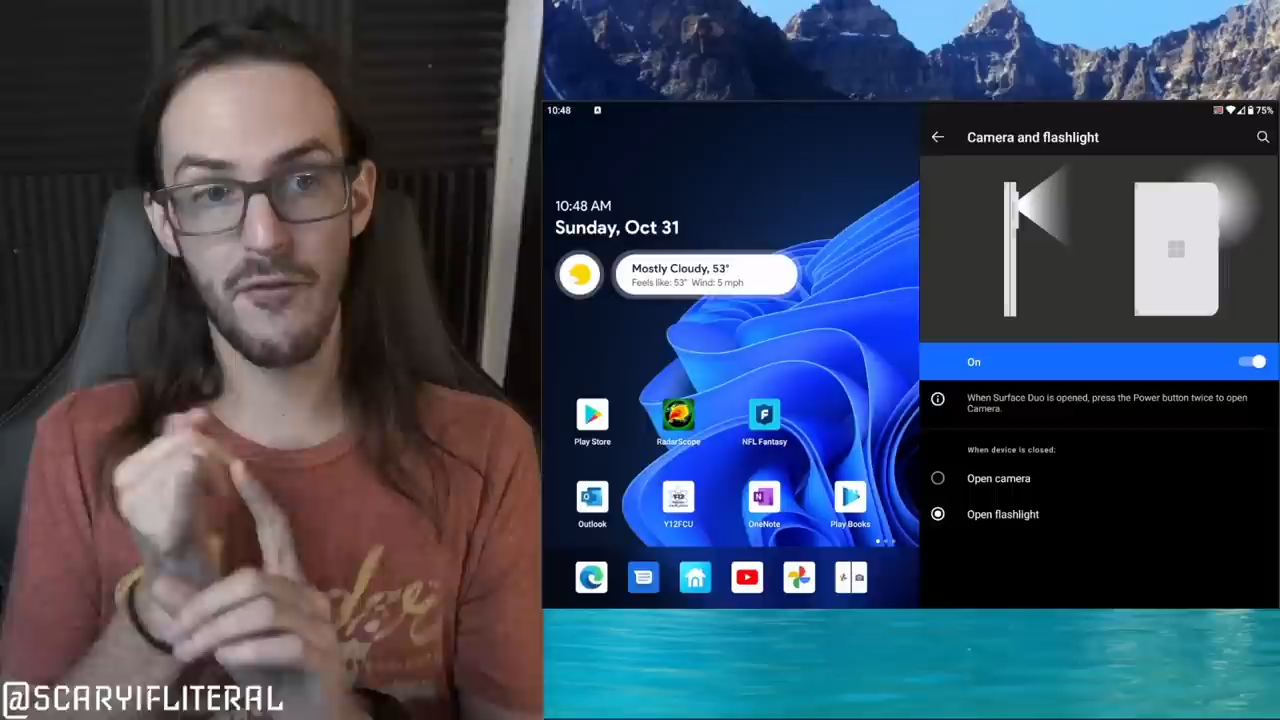 10:48
75%
Camera and flashlight
10:48 AM
Sunday, Oct 31
Mostly Cloudy, 53°
Feels like: 53° Wind: 5 mph
On
When Surface Duo is opened, press the Power button twice to open
Camera.
When device is closed:
Open camera
Open flashlight
Play Store
RadarScope
NFL Fantasy
Outlook
Y12FCU
OneNote
Play Books
@SCARYIFLITERAL